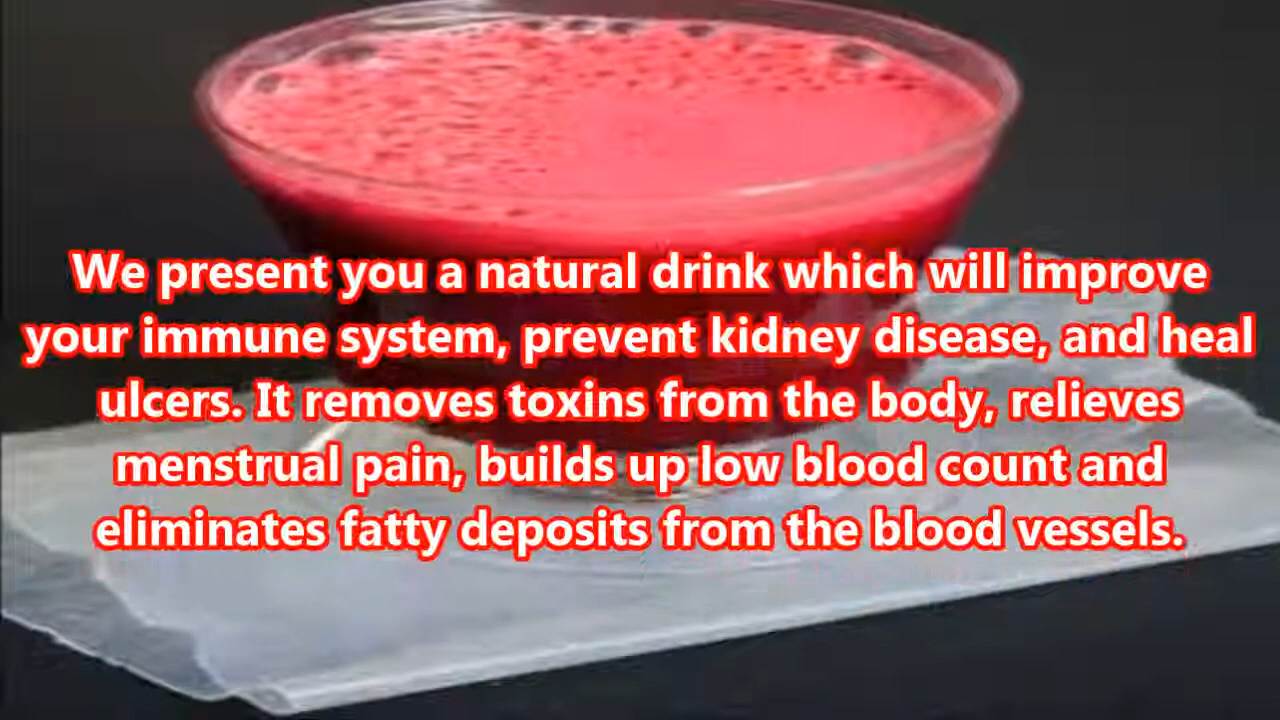 We present you a natural drink which will improve
your immune system, prevent kidney disease, and heal
ulcers. It removes toxins from the body, relieves
menstrual pain, builds up low blood count and
eliminates fatty deposits from the blood vessels.